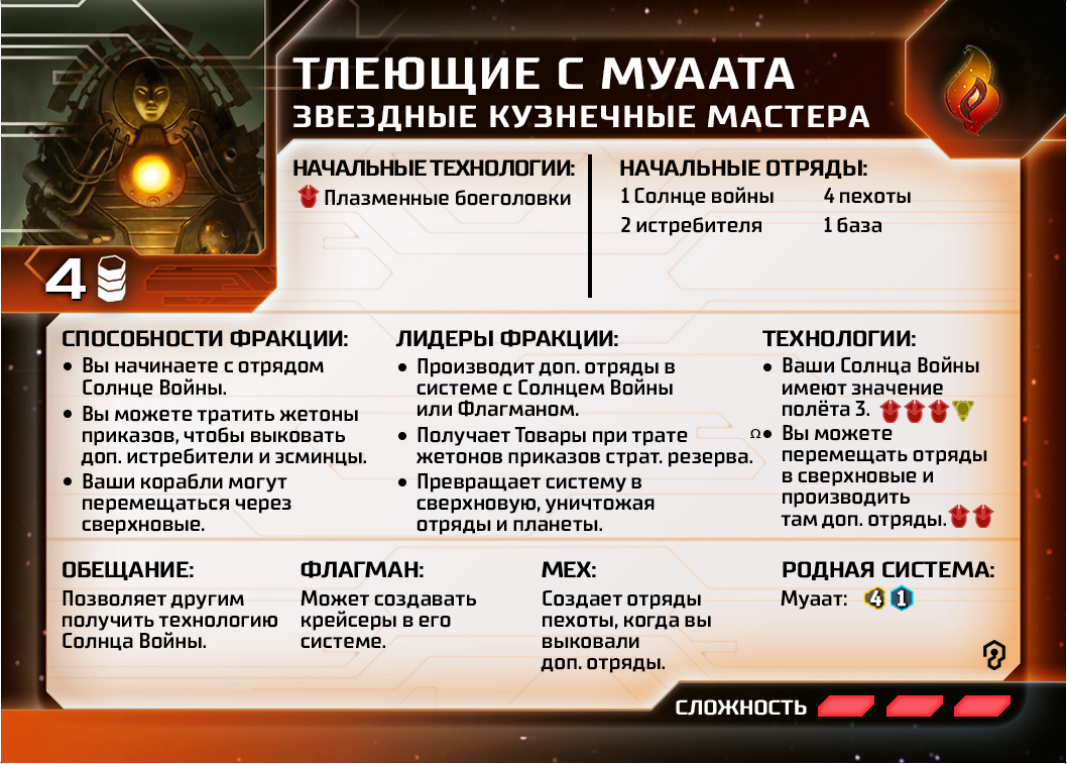 ТЛЕЮЩИЕ С МУААТА
ЗВЕЗДНЫЕ КУЗНЕЧНЫЕ МАСТЕРА
4
НАЧАЛЬНЫЕ ТЕХНОЛОГИИ:
Плазменные боеголовки
НАЧАЛЬНЫЕ ОТРЯДЫ:
1 Солнце войны 4 пехоты
2 истребителя 1 база
СПОСОБНОСТИ ФРАКЦИИ:
• Вы начинаете с отрядом
Солнце Войны.
• Вы можете тратить жетоны
приказов, чтобы выковать
доп. истребители и эсминцы.
• Ваши корабли могут
перемещаться через
сверхновые.
ЛИДЕРЫ ФРАКЦИИ:
• Производит доп. отряды в
системе с Солнцем Войны
или Флагманом.
• Получает Товары при трате
жетонов приказов страт. резерва.
• Превращает систему в
сверхновую, уничтожая
отряды и планеты.
ТЕХНОЛОГИИ:
• Ваши Солнца Войны
имеют значение
полёта 3.
Ω• Вы можете
перемещать отряды
в сверхновые и
производить
там доп. отряды.
ОБЕЩАНИЕ:
Позволяет другим
получить технологию
Солнца Войны.
ФЛАГМАН:
Может создавать
крейсеры в его
системе.
МЕХ:
Создает отряды
пехоты, когда вы
выковали
доп. отряды.
РОДНАЯ СИСТЕМА:
Муаат: 4 1
СЛОЖНОСТЬ